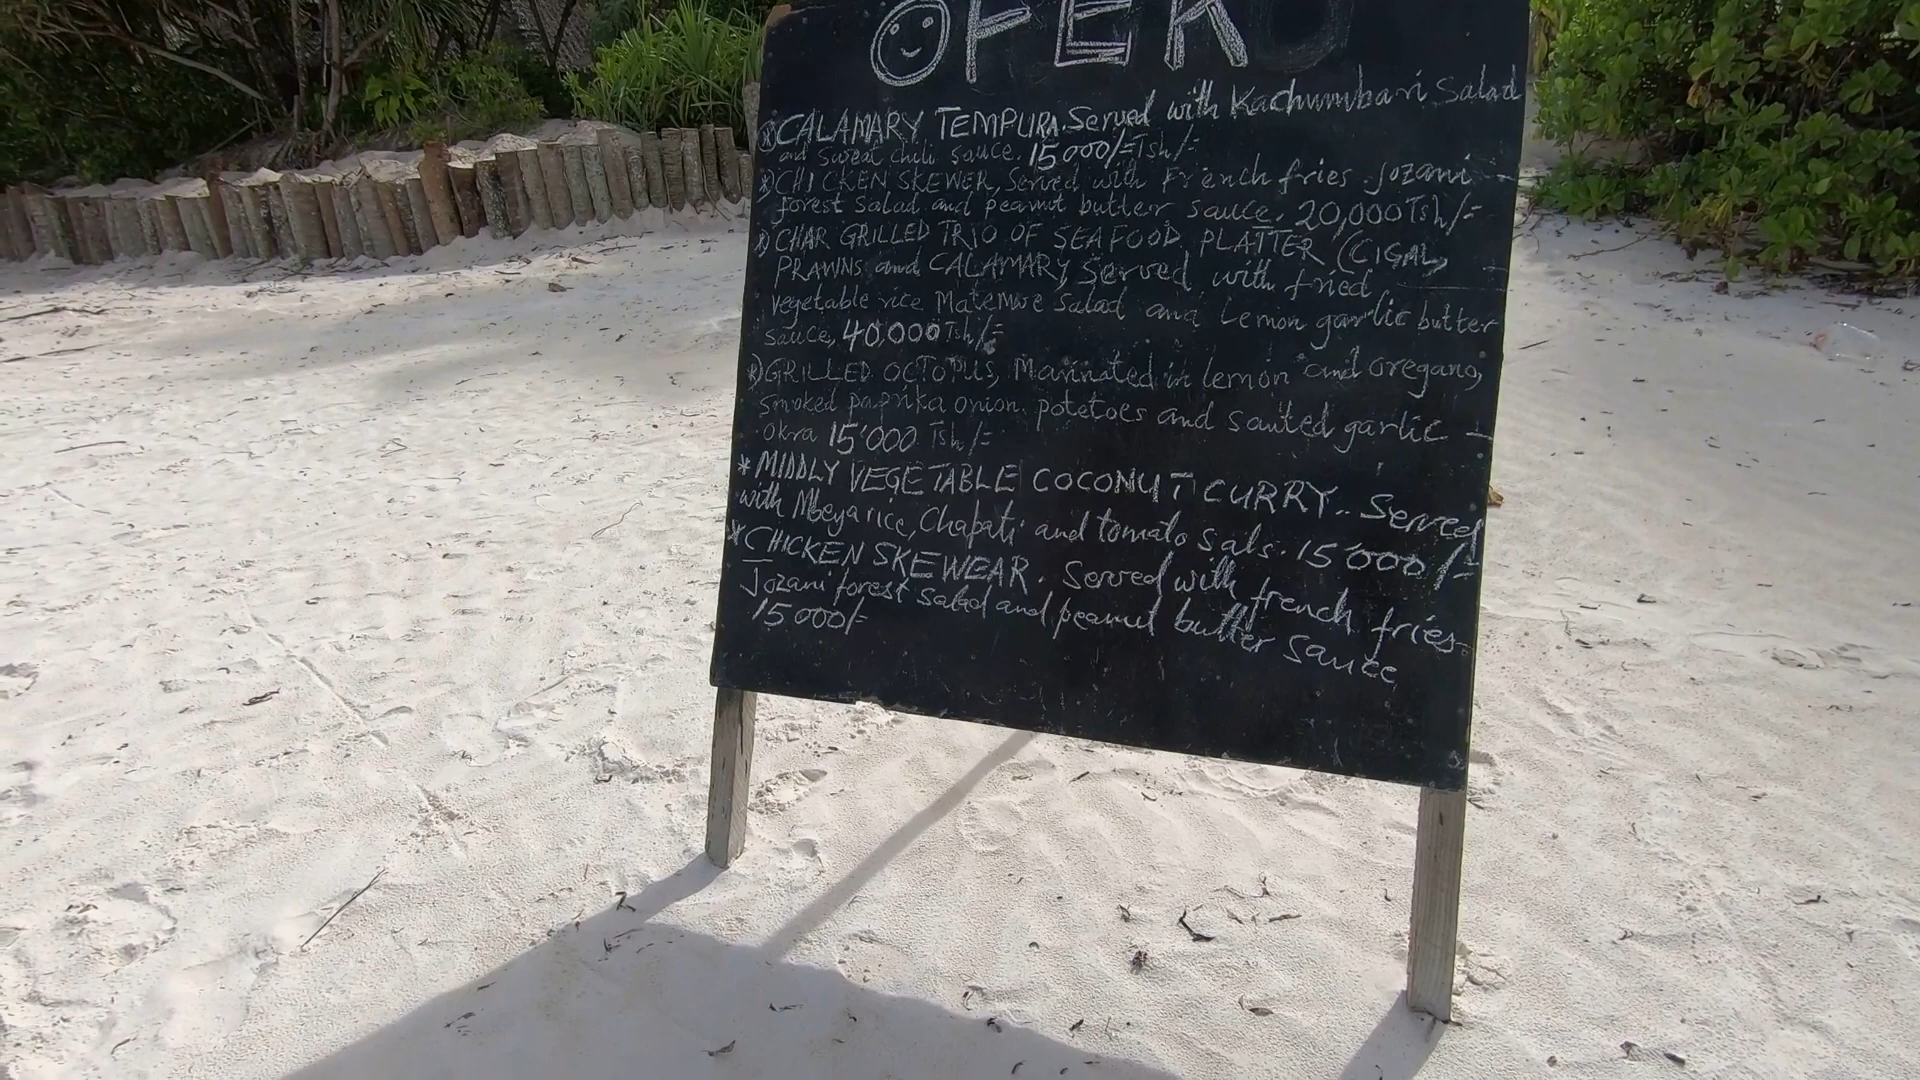 OFER
*CALAMARY TEMPURA. Served with Kachumbari Salad
and Sweat chili sauce. 15000/=Tsh/=
*)CHICKEN SKEWER, Served with French fries Jozani
forest Salad and peanut butter sauce. 20,000Tsh/=
*)CHAR GRILLED TRIO OF SEAFOOD PLATTER (CIGAL,
PRAWNS and CALAMARY, Served with fried
vegetable rice Matemwe Salad and Lemon garlic butter
sauce, 40,000Tsh/=
*)GRILLED OCTOPUS, Marinated in lemon and oregano,
smoked paprika onion potetoes and sauted garlic -
okra 15'000 Tsh/=
*MIDDLY VEGETABLE COCONUT CURRY.. Served
with Mbeya rice, Chapati and tomato sals. 15'000/=
*CHICKEN SKEWEAR. Served with french fries-
Jozani forest Salad and peanut butter sauce
15000/=